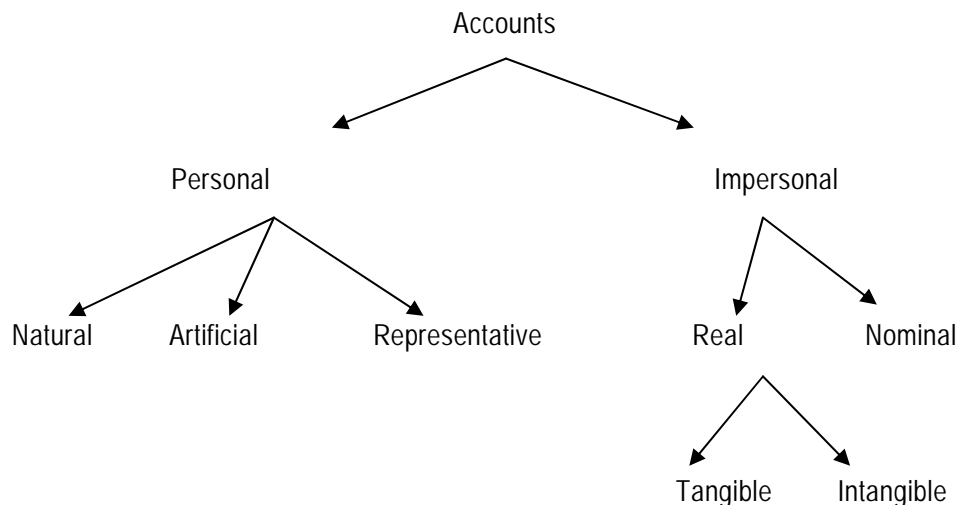 Accounts
Personal Impersonal
Natural Artificial Representative Real Nominal
Tangible Intangible